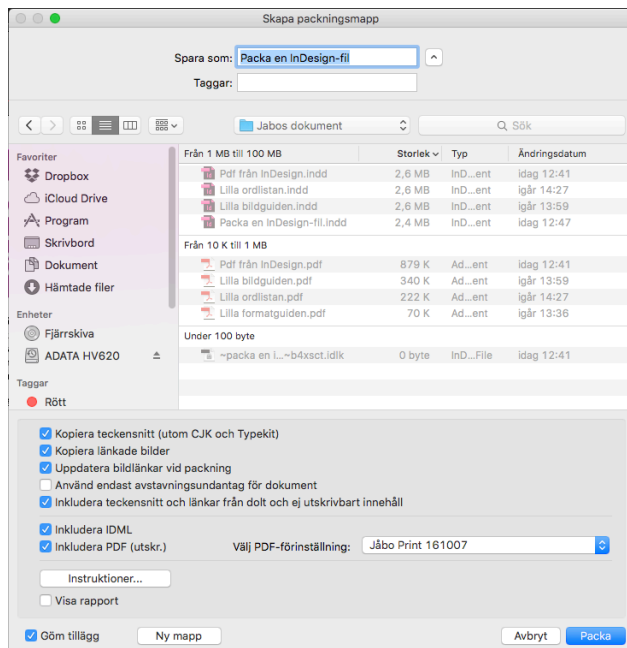 Skapa packningsmapp
Spara som: Packa en InDesign-fil
Taggar:
Jabos dokument
Sök
Favoriter
Dropbox
iCloud Drive
Program
Skrivbord
Dokument
Hämtade filer
Enheter
Fjärrskiva
ADATA HV620
Taggar
Rött
Från 1 MB till 100 MB Storlek Typ Ändringsdatum
Pdf från InDesign.indd 2,6 MB InD...ent idag 12:41
Lilla ordlistan.indd 2,6 MB InD...ent igår 14:27
Lilla bildguiden.indd 2,6 MB InD...ent igår 13:59
Packa en InDesign-fil.indd 2,4 MB InD...ent idag 12:47
Från 10 K till 1 MB
Pdf från InDesign.pdf 879 K Ad...ent idag 12:41
Lilla bildguiden.pdf 340 K Ad...ent igår 13:59
Lilla ordlistan.pdf 222 K Ad...ent igår 14:27
Lilla formatguiden.pdf 70 K Ad...ent igår 13:36
Under 100 byte
~packa en i...~b4xsct.idlk 0 byte InD...File idag 12:41
Kopiera teckensnitt (utom CJK och Typekit)
Kopiera länkade bilder
Uppdatera bildlänkar vid packning
Använd endast avstavningsundantag för dokument
Inkludera teckensnitt och länkar från dolt och ej utskrivbart innehåll
Inkludera IDML
Inkludera PDF (utskr.) Välj PDF-förinställning: Jåbo Print 161007
Instruktioner...
Visa rapport
Göm tillägg Ny mapp Avbryt Packa